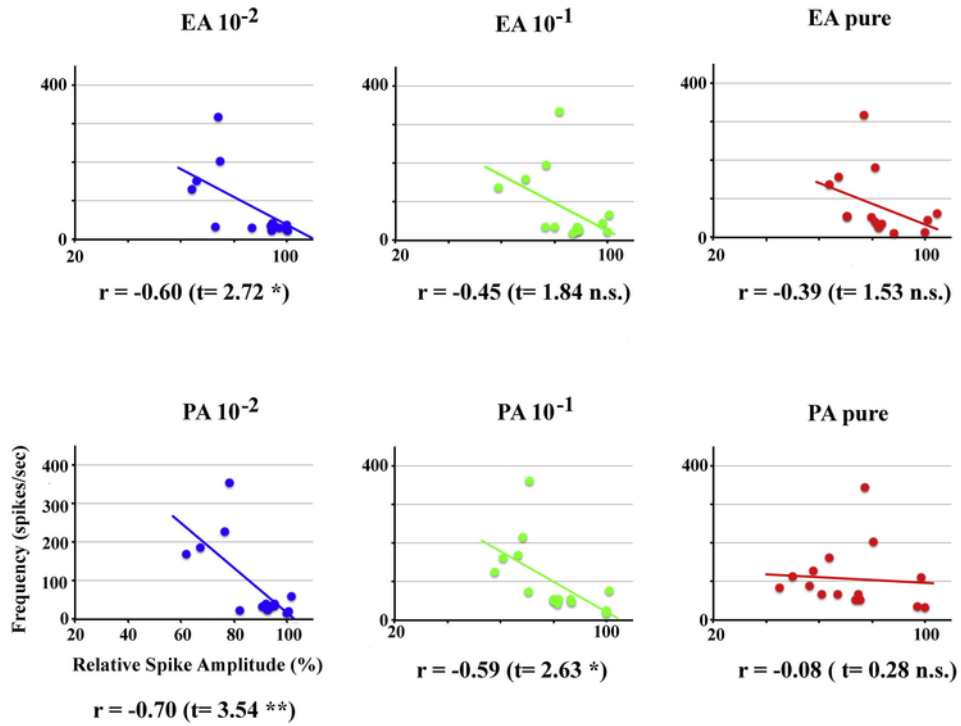 EA 10-2
EA 10-1
EA pure
400
0
20
100
400
0
20
100
400
0
20
100
r = -0.60 (t= 2.72 *)
r = -0.45 (t= 1.84 n.s.)
r = -0.39 (t= 1.53 n.s.)
PA 10-2
PA 10-1
PA pure
Frequency (spikes/sec)
400
300
200
100
0
20
60
80
100
400
0
20
100
400
0
20
100
Relative Spike Amplitude (%)
r = -0.70 (t= 3.54 **)
r = -0.59 (t= 2.63 *)
r = -0.08 ( t= 0.28 n.s.)